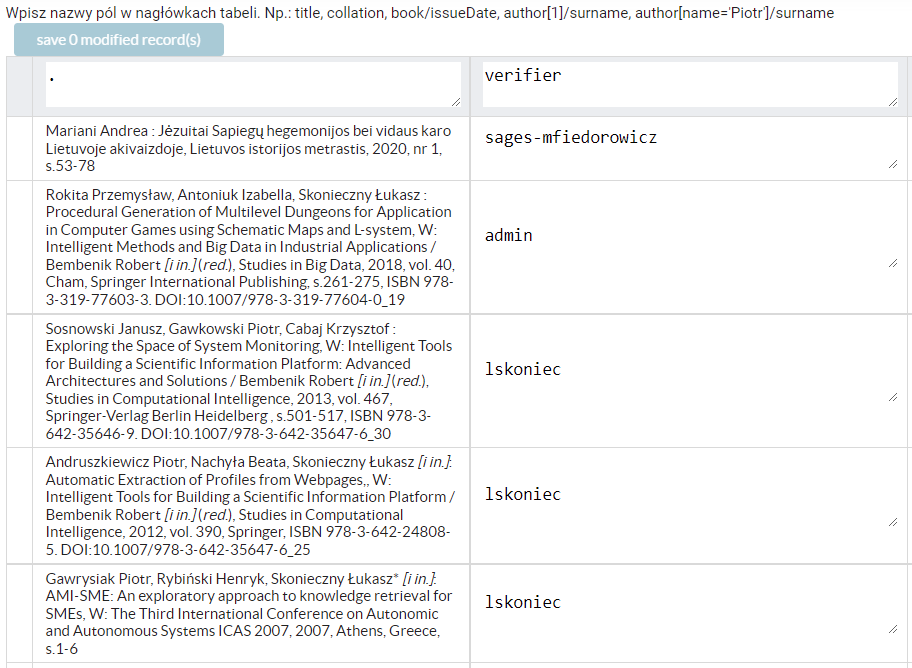 Wpisz nazwy pól w nagłówkach tabeli. Np.: title, collation, book/issueDate, author[1]/surname, author[name='Piotr']/surname
save 0 modified record(s)
.
verifier
Mariani Andrea : Jėzuitai Sapiegų hegemonijos bei vidaus karo
Lietuvoje akivaizdoje, Lietuvos istorijos metrastis, 2020, nr 1,
s.53-78
sages-mfiedorowicz
Rokita Przemysław, Antoniuk Izabella, Skonieczny Łukasz :
Procedural Generation of Multilevel Dungeons for Application
in Computer Games using Schematic Maps and L-system, W:
Intelligent Methods and Big Data in Industrial Applications /
Bembenik Robert [i in.] (red.), Studies in Big Data, 2018, vol. 40,
Cham, Springer International Publishing, s.261-275, ISBN 978-
3-319-77603-3. DOI:10.1007/978-3-319-77604-0_19
admin
Sosnowski Janusz, Gawkowski Piotr, Cabaj Krzysztof :
Exploring the Space of System Monitoring, W: Intelligent Tools
for Building a Scientific Information Platform: Advanced
Architectures and Solutions / Bembenik Robert [i in.] (red.),
Studies in Computational Intelligence, 2013, vol. 467,
Springer-Verlag Berlin Heidelberg , s.501-517, ISBN 978-3-
642-35646-9. DOI:10.1007/978-3-642-35647-6_30
lskoniec
Andruszkiewicz Piotr, Nachyła Beata, Skonieczny Łukasz [i in.]:
Automatic Extraction of Profiles from Webpages,, W:
Intelligent Tools for Building a Scientific Information Platform /
Bembenik Robert [i in.] (red.), Studies in Computational
Intelligence, 2012, vol. 390, Springer, ISBN 978-3-642-24808-
5. DOI:10.1007/978-3-642-35647-6_25
lskoniec
Gawrysiak Piotr, Rybiński Henryk, Skonieczny Łukasz* [i in.]:
AMI-SME: An exploratory approach to knowledge retrieval for
SMEs, W: The Third International Conference on Autonomic
and Autonomous Systems ICAS 2007, 2007, Athens, Greece,
s.1-6
lskoniec